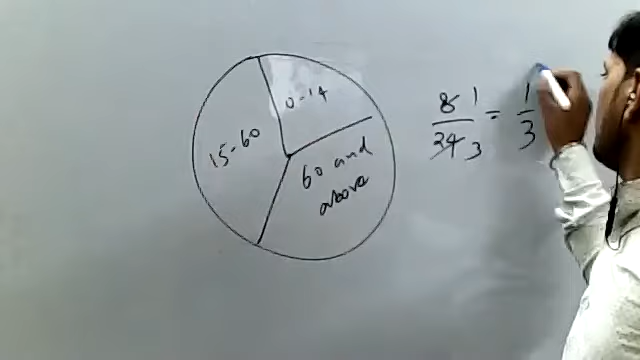 0-14
15-60
60 and
above
8 1 = 1
24 3 3